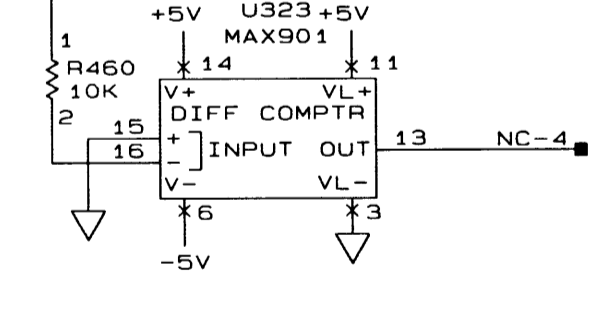 +5V U323 +5V
MAX901
1
14 11
R460
10K
V+ VL+
2
DIFF COMPTR
15 +
16 - INPUT OUT 13 NC-4
V- VL-
6 3
-5V